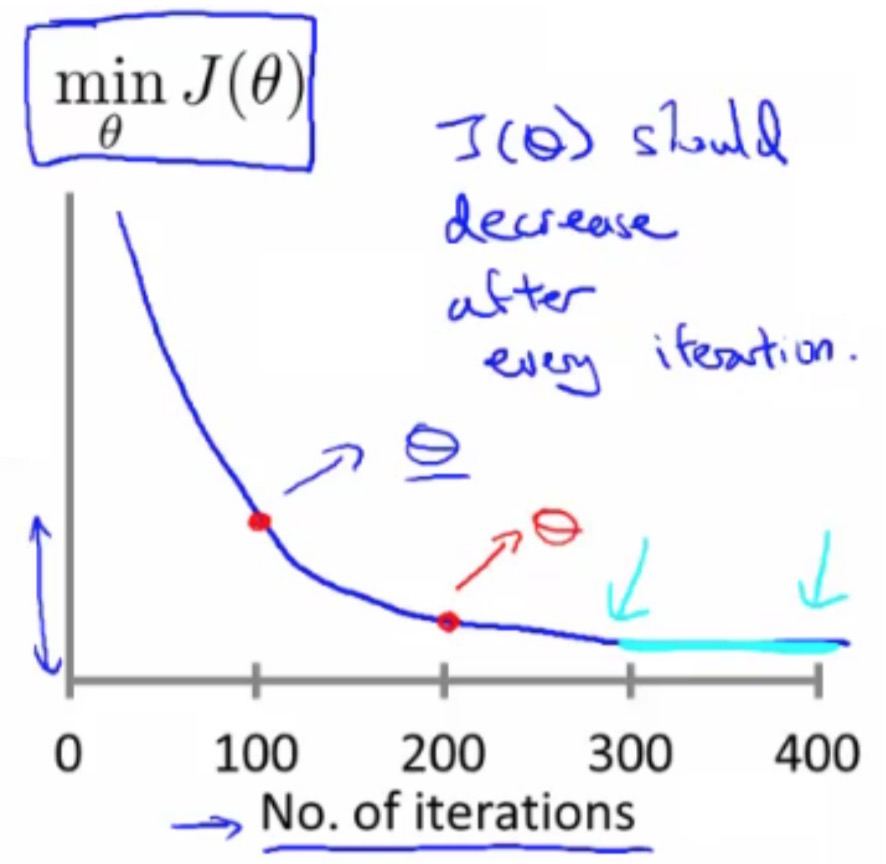 min J(θ)
θ
J(θ) should
decrease
after
every iteration.
θ
θ
0 100 200 300 400
→ No. of iterations